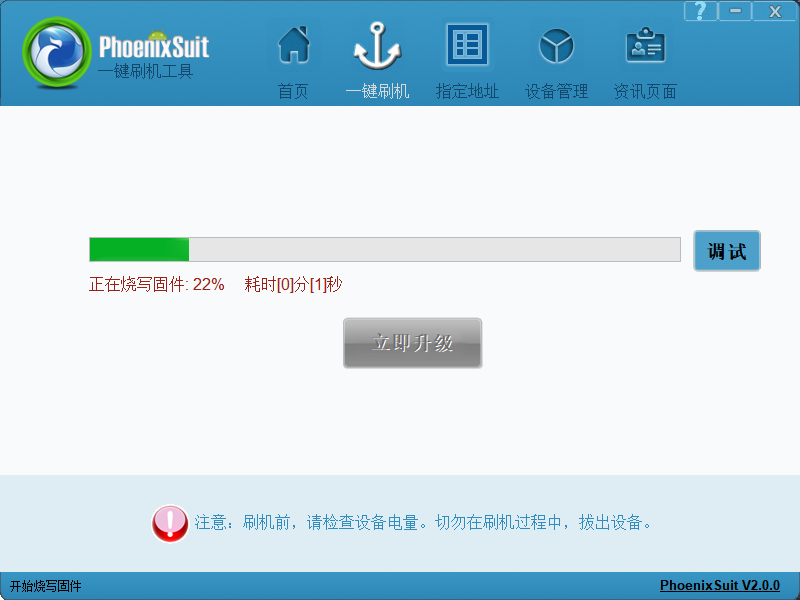 ? – X
PhoenixSuit
一键刷机工具
首页 一键刷机 指定地址 设备管理 资讯页面
调试
正在烧写固件: 22% 耗时[0]分[1]秒
立即升级
注意：刷机前，请检查设备电量。切勿在刷机过程中，拔出设备。
开始烧写固件 PhoenixSuit V2.0.0